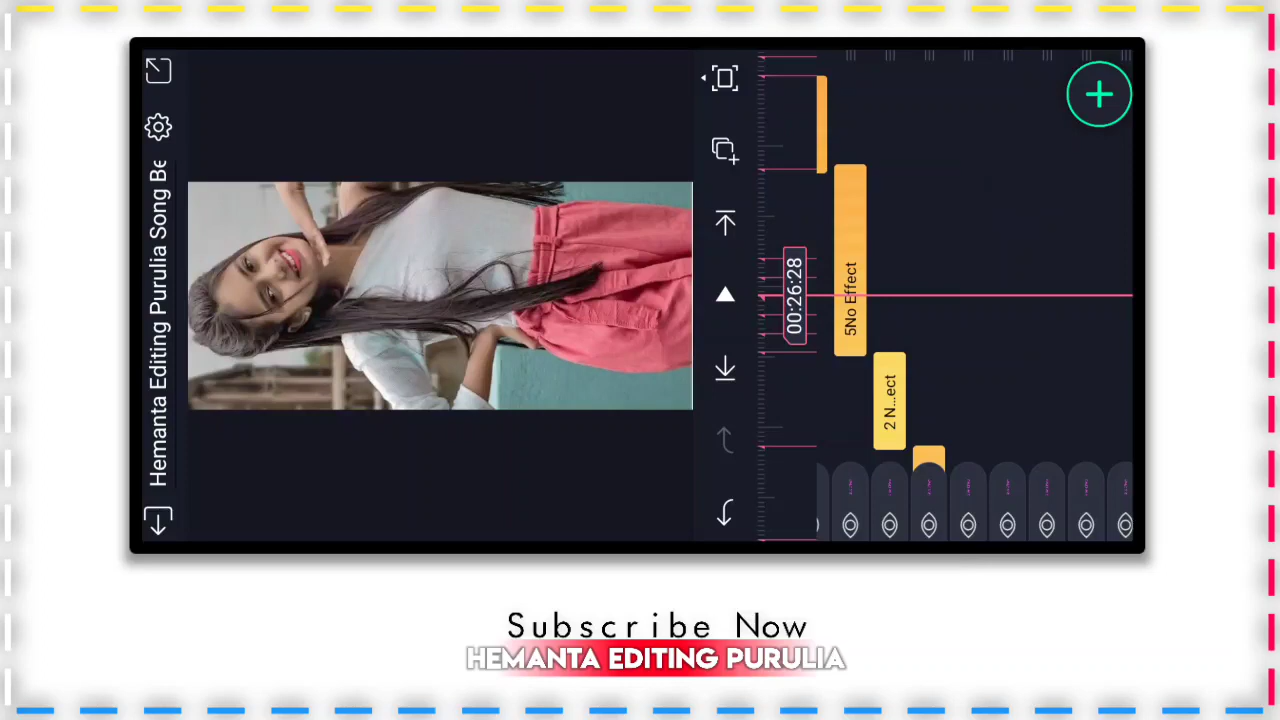 Hemanta Editing Purulia Song Be
00:26:28
5No Effect
2 N...ect
Subscribe Now
HEMANTA EDITING PURULIA